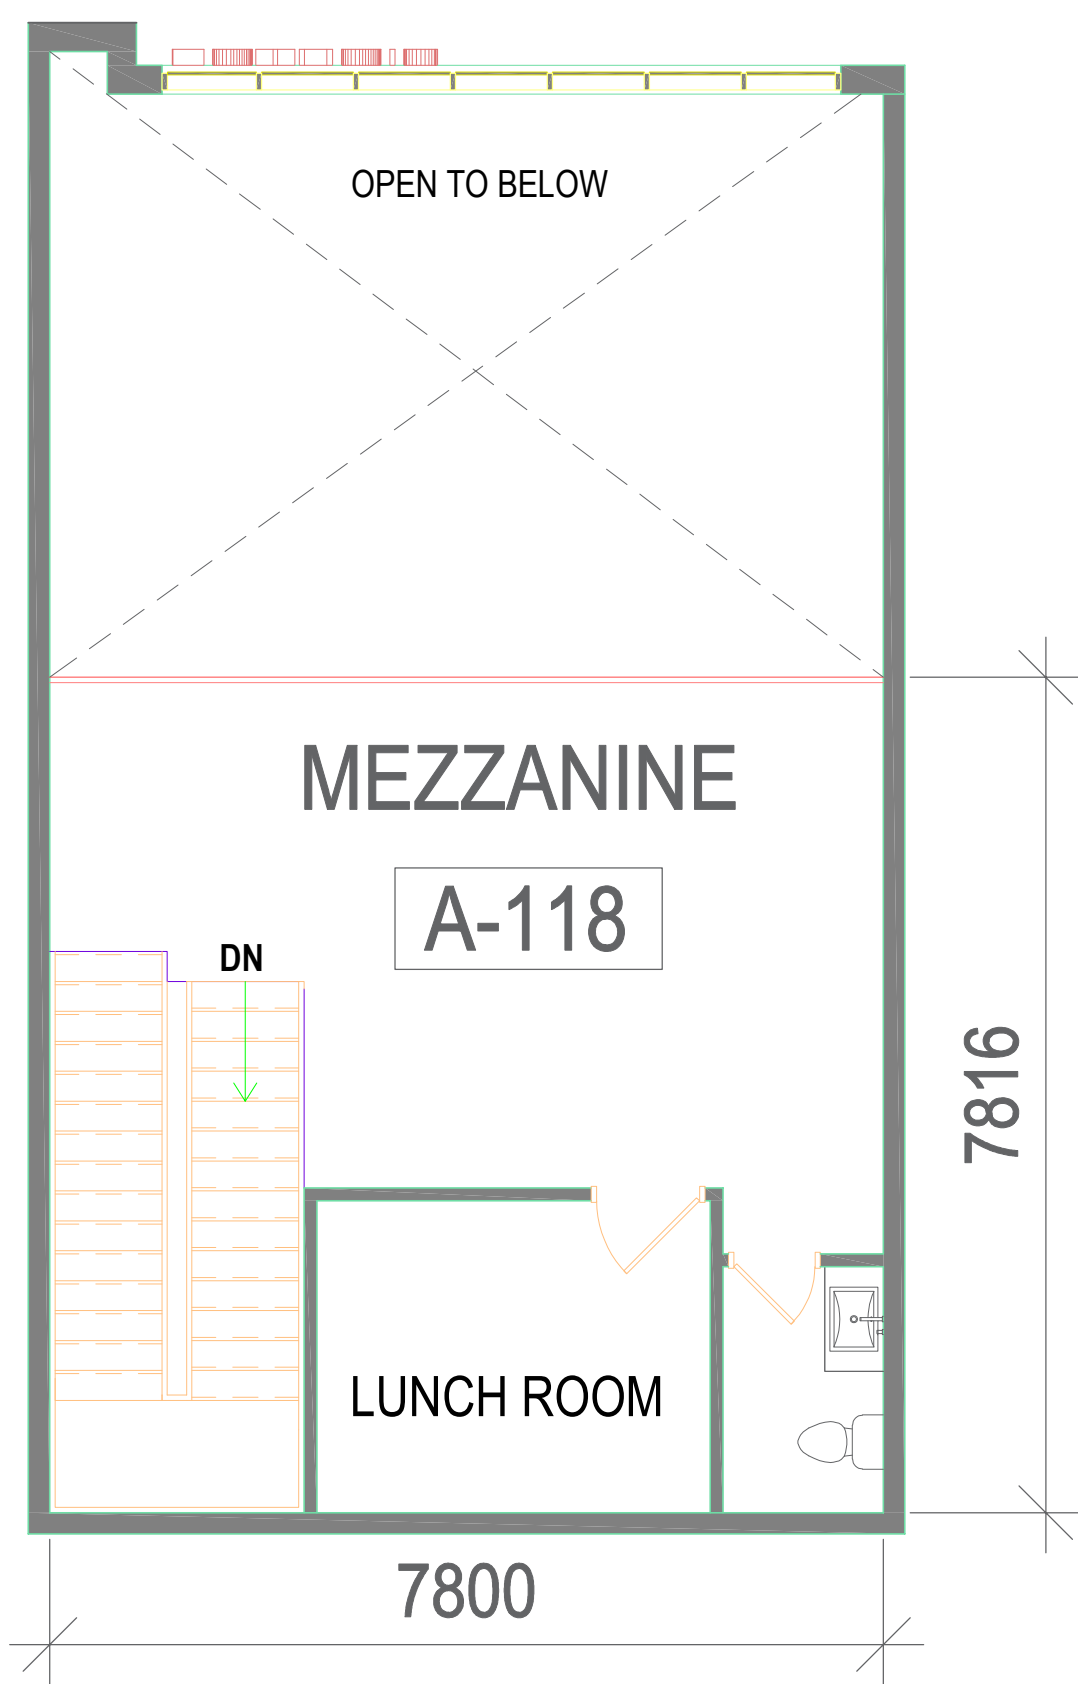 OPEN TO BELOW
MEZZANINE
A-118
DN
7816
LUNCH ROOM
7800